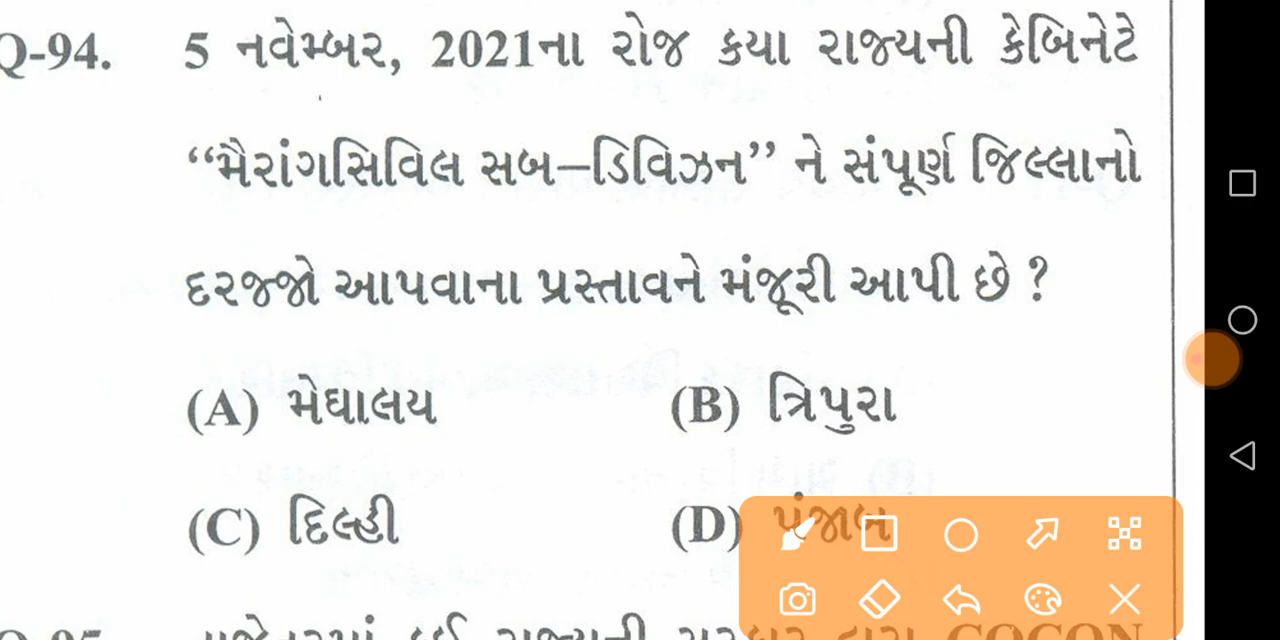 Q-94. 5 નવેમ્બર, 2021ના રોજ કયા રાજ્યની કેબિનેટે
“મૈરાંગસિવિલ સબ–ડિવિઝન” ને સંપૂર્ણ જિલ્લાનો
દરજ્જો આપવાના પ્રસ્તાવને મંજૂરી આપી છે ?
(A) મેઘાલય (B) ત્રિપુરા
(C) દિલ્હી (D) પંજાબ